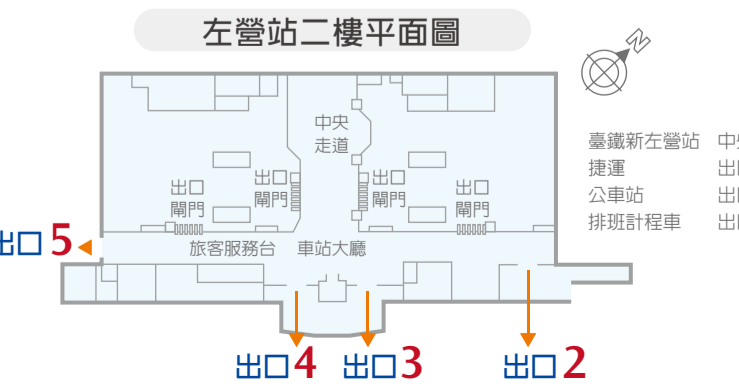 左營站二樓平面圖
N
中央
走道
臺鐵新左營站
捷運
公車站
排班計程車
出口
閘門
出口
閘門
出口
閘門
出口
閘門
旅客服務台 車站大廳
出口 5
出口 4
出口 3
出口 2